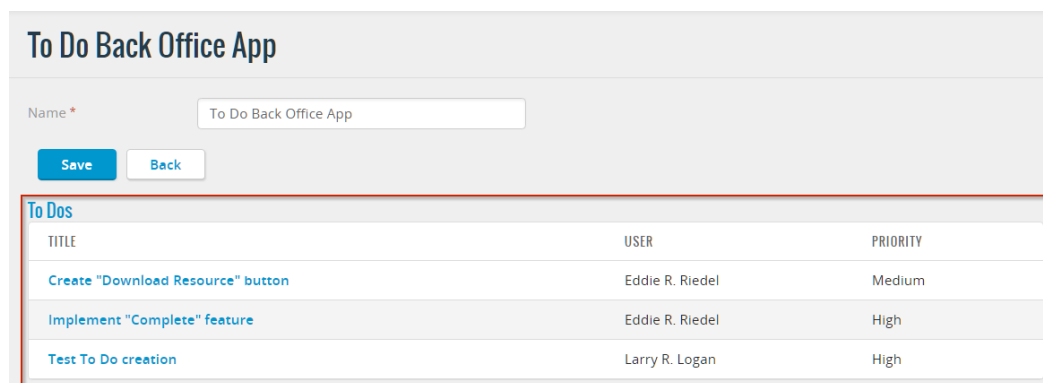 To Do Back Office App
Name * To Do Back Office App
Save Back
To Dos
TITLE USER PRIORITY
Create "Download Resource" button Eddie R. Riedel Medium
Implement "Complete" feature Eddie R. Riedel High
Test To Do creation Larry R. Logan High